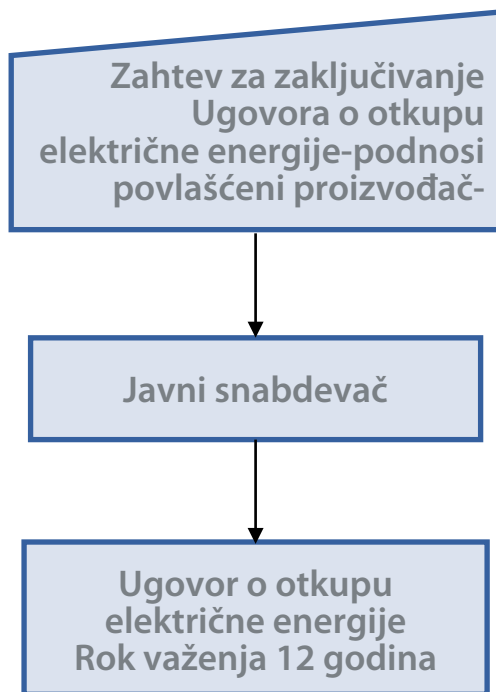 Zahtev za zaključivanje
Ugovora o otkupu
električne energije-podnosi
povlašćeni proizvođač-
Javni snabdevač
Ugovor o otkupu
električne energije
Rok važenja 12 godina